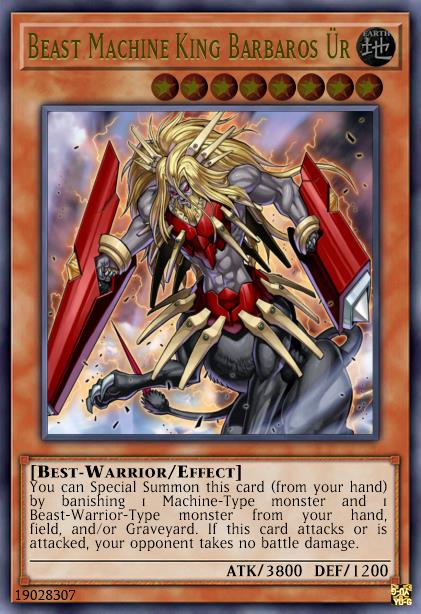 Beast Machine King Barbaros Ür
EARTH
地
[Best-Warrior/Effect]
You can Special Summon this card (from your hand)
by banishing 1 Machine-Type monster and 1
Beast-Warrior-Type monster from your hand,
field, and/or Graveyard. If this card attacks or is
attacked, your opponent takes no battle damage.
ATK/3800 DEF/1200
19028307